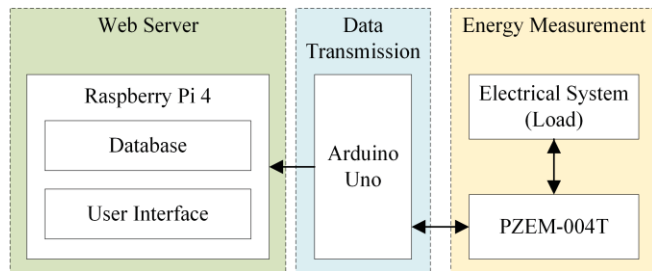 Web Server
Raspberry Pi 4
Database
User Interface
Data
Transmission
Arduino
Uno
Energy Measurement
Electrical System
(Load)
PZEM-004T